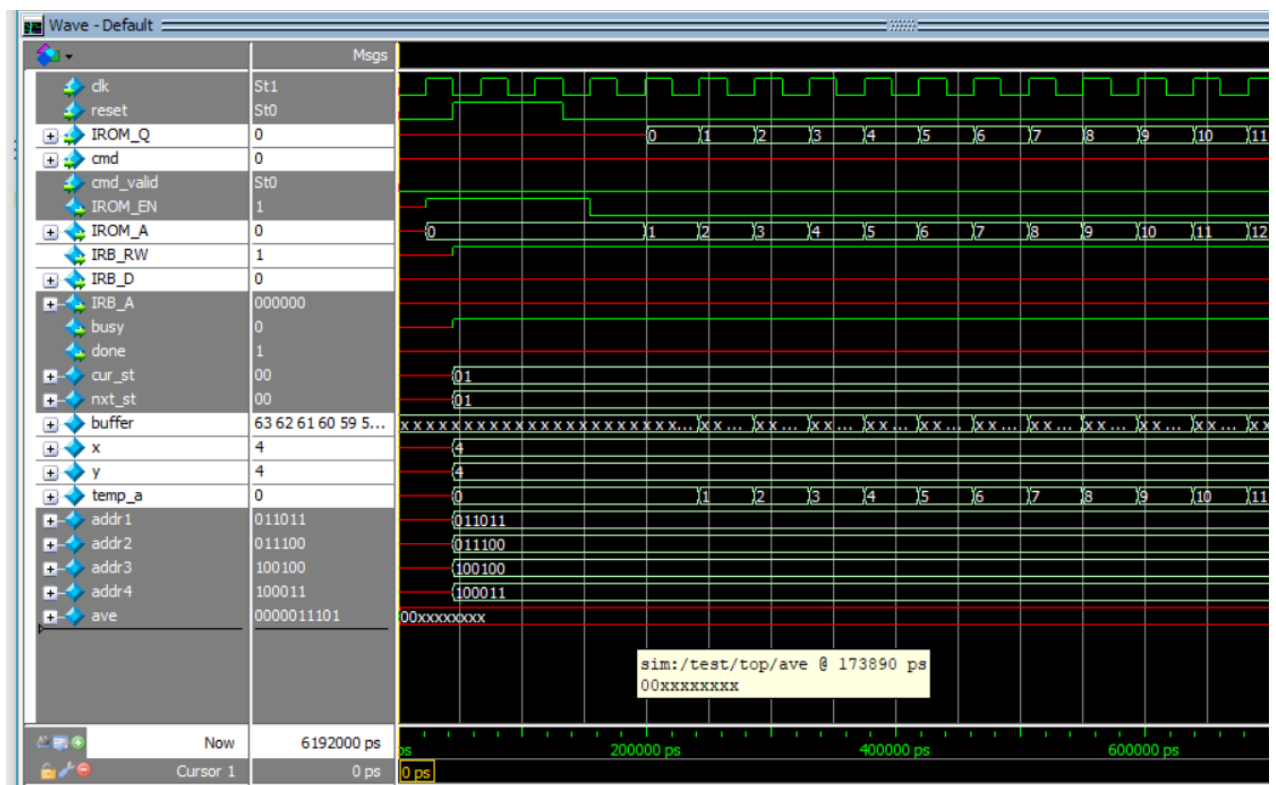 Wave - Default
Msgs
clk St1
reset St0
IROM_Q 0 0 1 2 3 4 5 6 7 8 9 10 11
cmd 0
cmd_valid St0
IROM_EN 1
IROM_A 0 0 1 2 3 4 5 6 7 8 9 10 11 12
IRB_RW 1
IRB_D 0
IRB_A 000000
busy 0
done 1
cur_st 00 01
nxt_st 00 01
buffer 63 62 61 60 59 5... x x x x x x x x x x x x x x x x x x x x x x... x x ... x x ... x x ... x x ... x x ... x x ... x x ... x x ... x x ... x x ... x x
x 4 4
y 4 4
temp_a 0 0 1 2 3 4 5 6 7 8 9 10 11
addr1 011011 011011
addr2 011100 011100
addr3 100100 100100
addr4 100011 100011
ave 0000011101 00xxxxxxxx
sim:/test/top/ave @ 173890 ps
00xxxxxxxx
Now 6192000 ps ps 200000 ps 400000 ps 600000 ps
Cursor 1 0 ps 0 ps